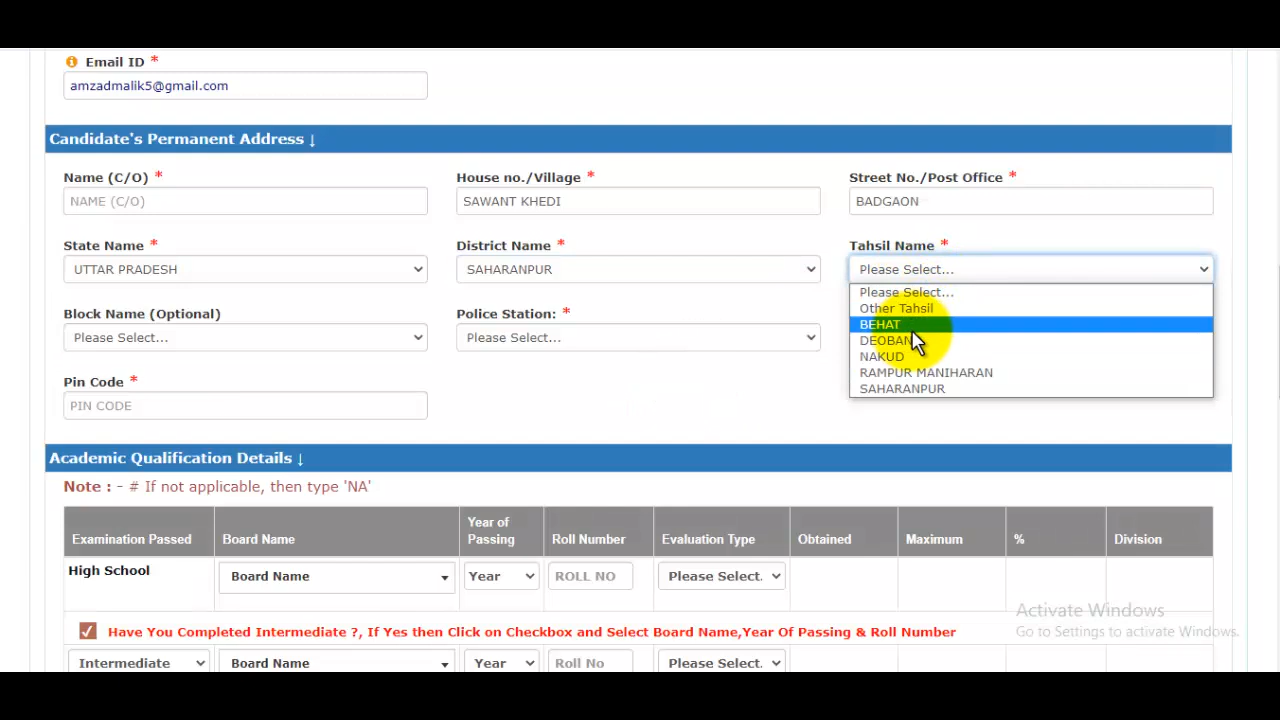 Email ID *
amzadmalik5@gmail.com
Candidate's Permanent Address ↓
Name (C/O) *
House no./Village *
Street No./Post Office *
NAME (C/O)
SAWANT KHEDI
BADGAON
State Name *
District Name *
Tahsil Name *
UTTAR PRADESH
SAHARANPUR
Please Select...
Please Select...
Other Tahsil
BEHAT
DEOBAN
NAKUD
RAMPUR MANIHARAN
SAHARANPUR
Block Name (Optional)
Police Station: *
Please Select...
Please Select...
Pin Code *
PIN CODE
Academic Qualification Details ↓
Note : - # If not applicable, then type 'NA'
Examination Passed
Board Name
Year of
Passing
Roll Number
Evaluation Type
Obtained
Maximum
%
Division
High School
Board Name
Year
ROLL NO
Please Select.
Activate Windows
Go to Settings to activate Windows.
Have You Completed Intermediate ?, If Yes then Click on Checkbox and Select Board Name,Year Of Passing & Roll Number
Intermediate
Board Name
Year
Roll No
Please Select.